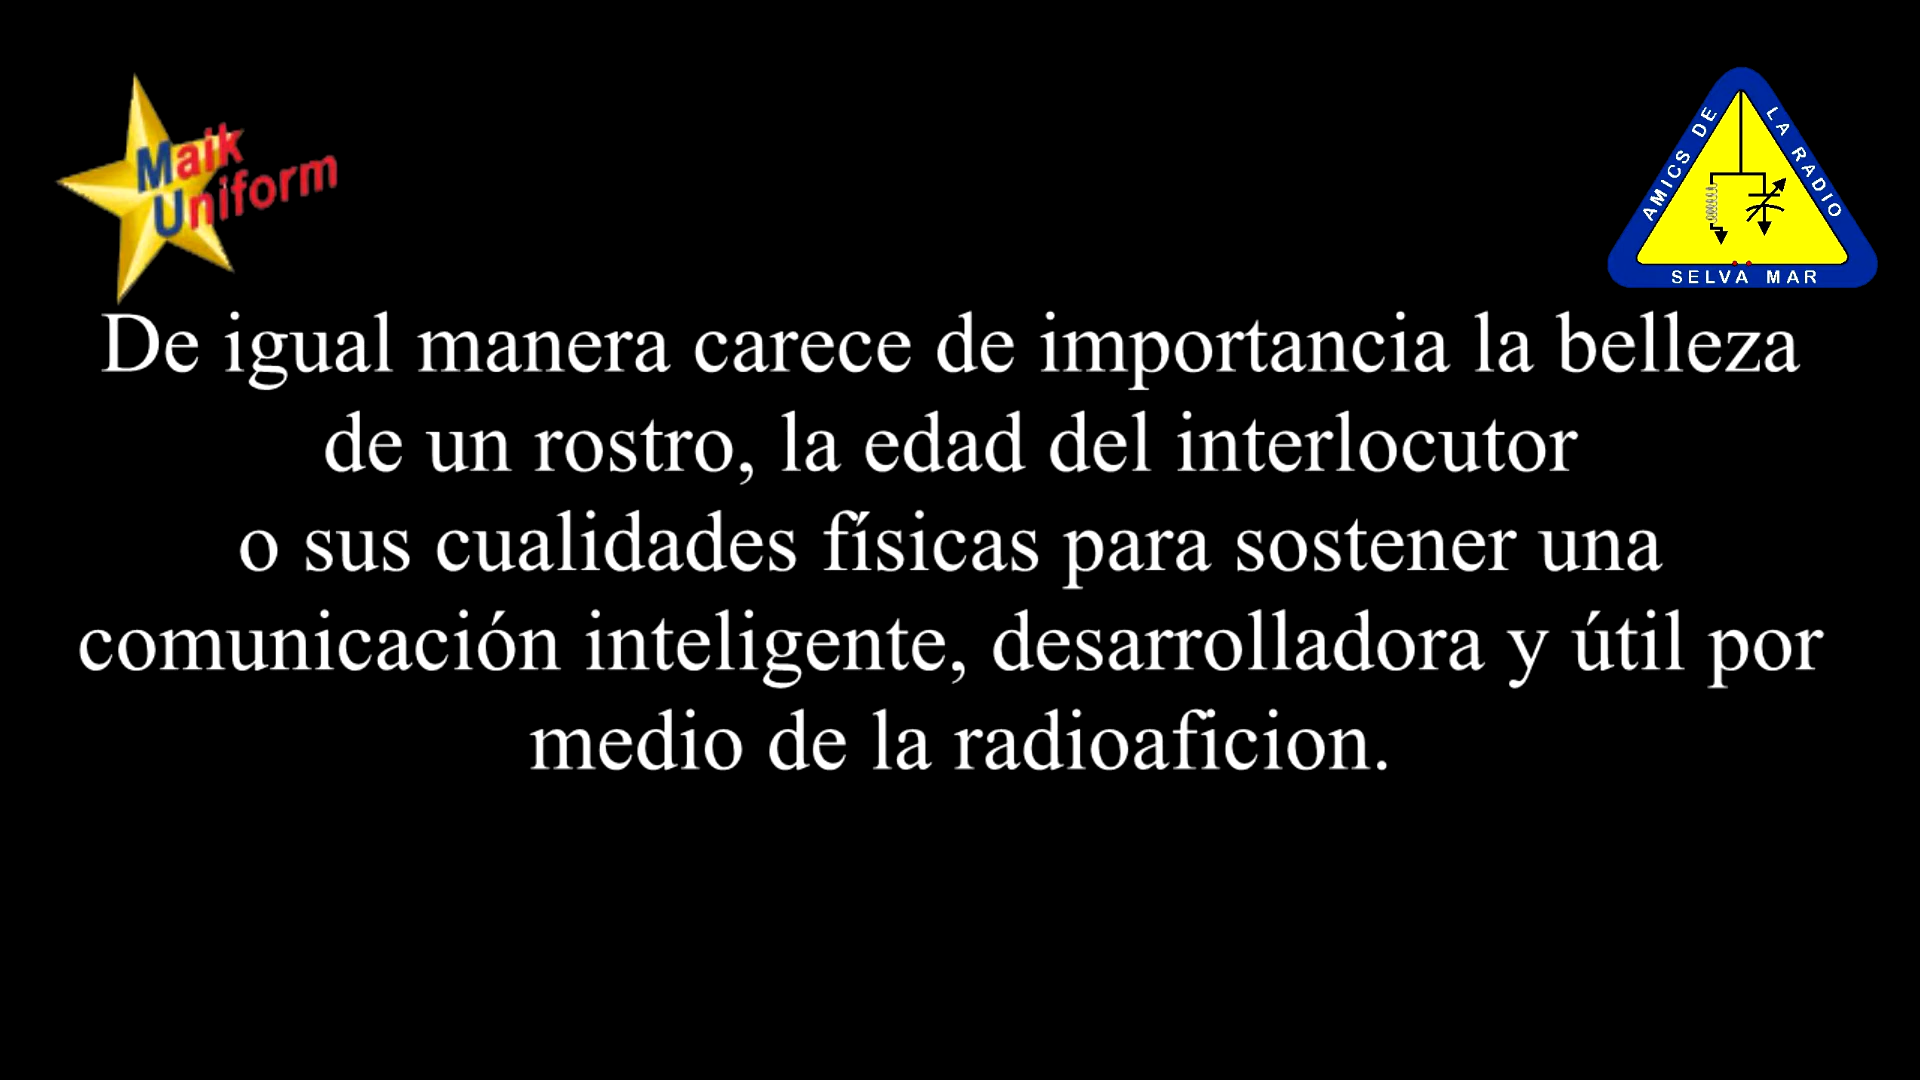 Maik
Uniform
AMICS DE LA RADIO
SELVA MAR
De igual manera carece de importancia la belleza
de un rostro, la edad del interlocutor
o sus cualidades físicas para sostener una
comunicación inteligente, desarrolladora y útil por
medio de la radioaficion.